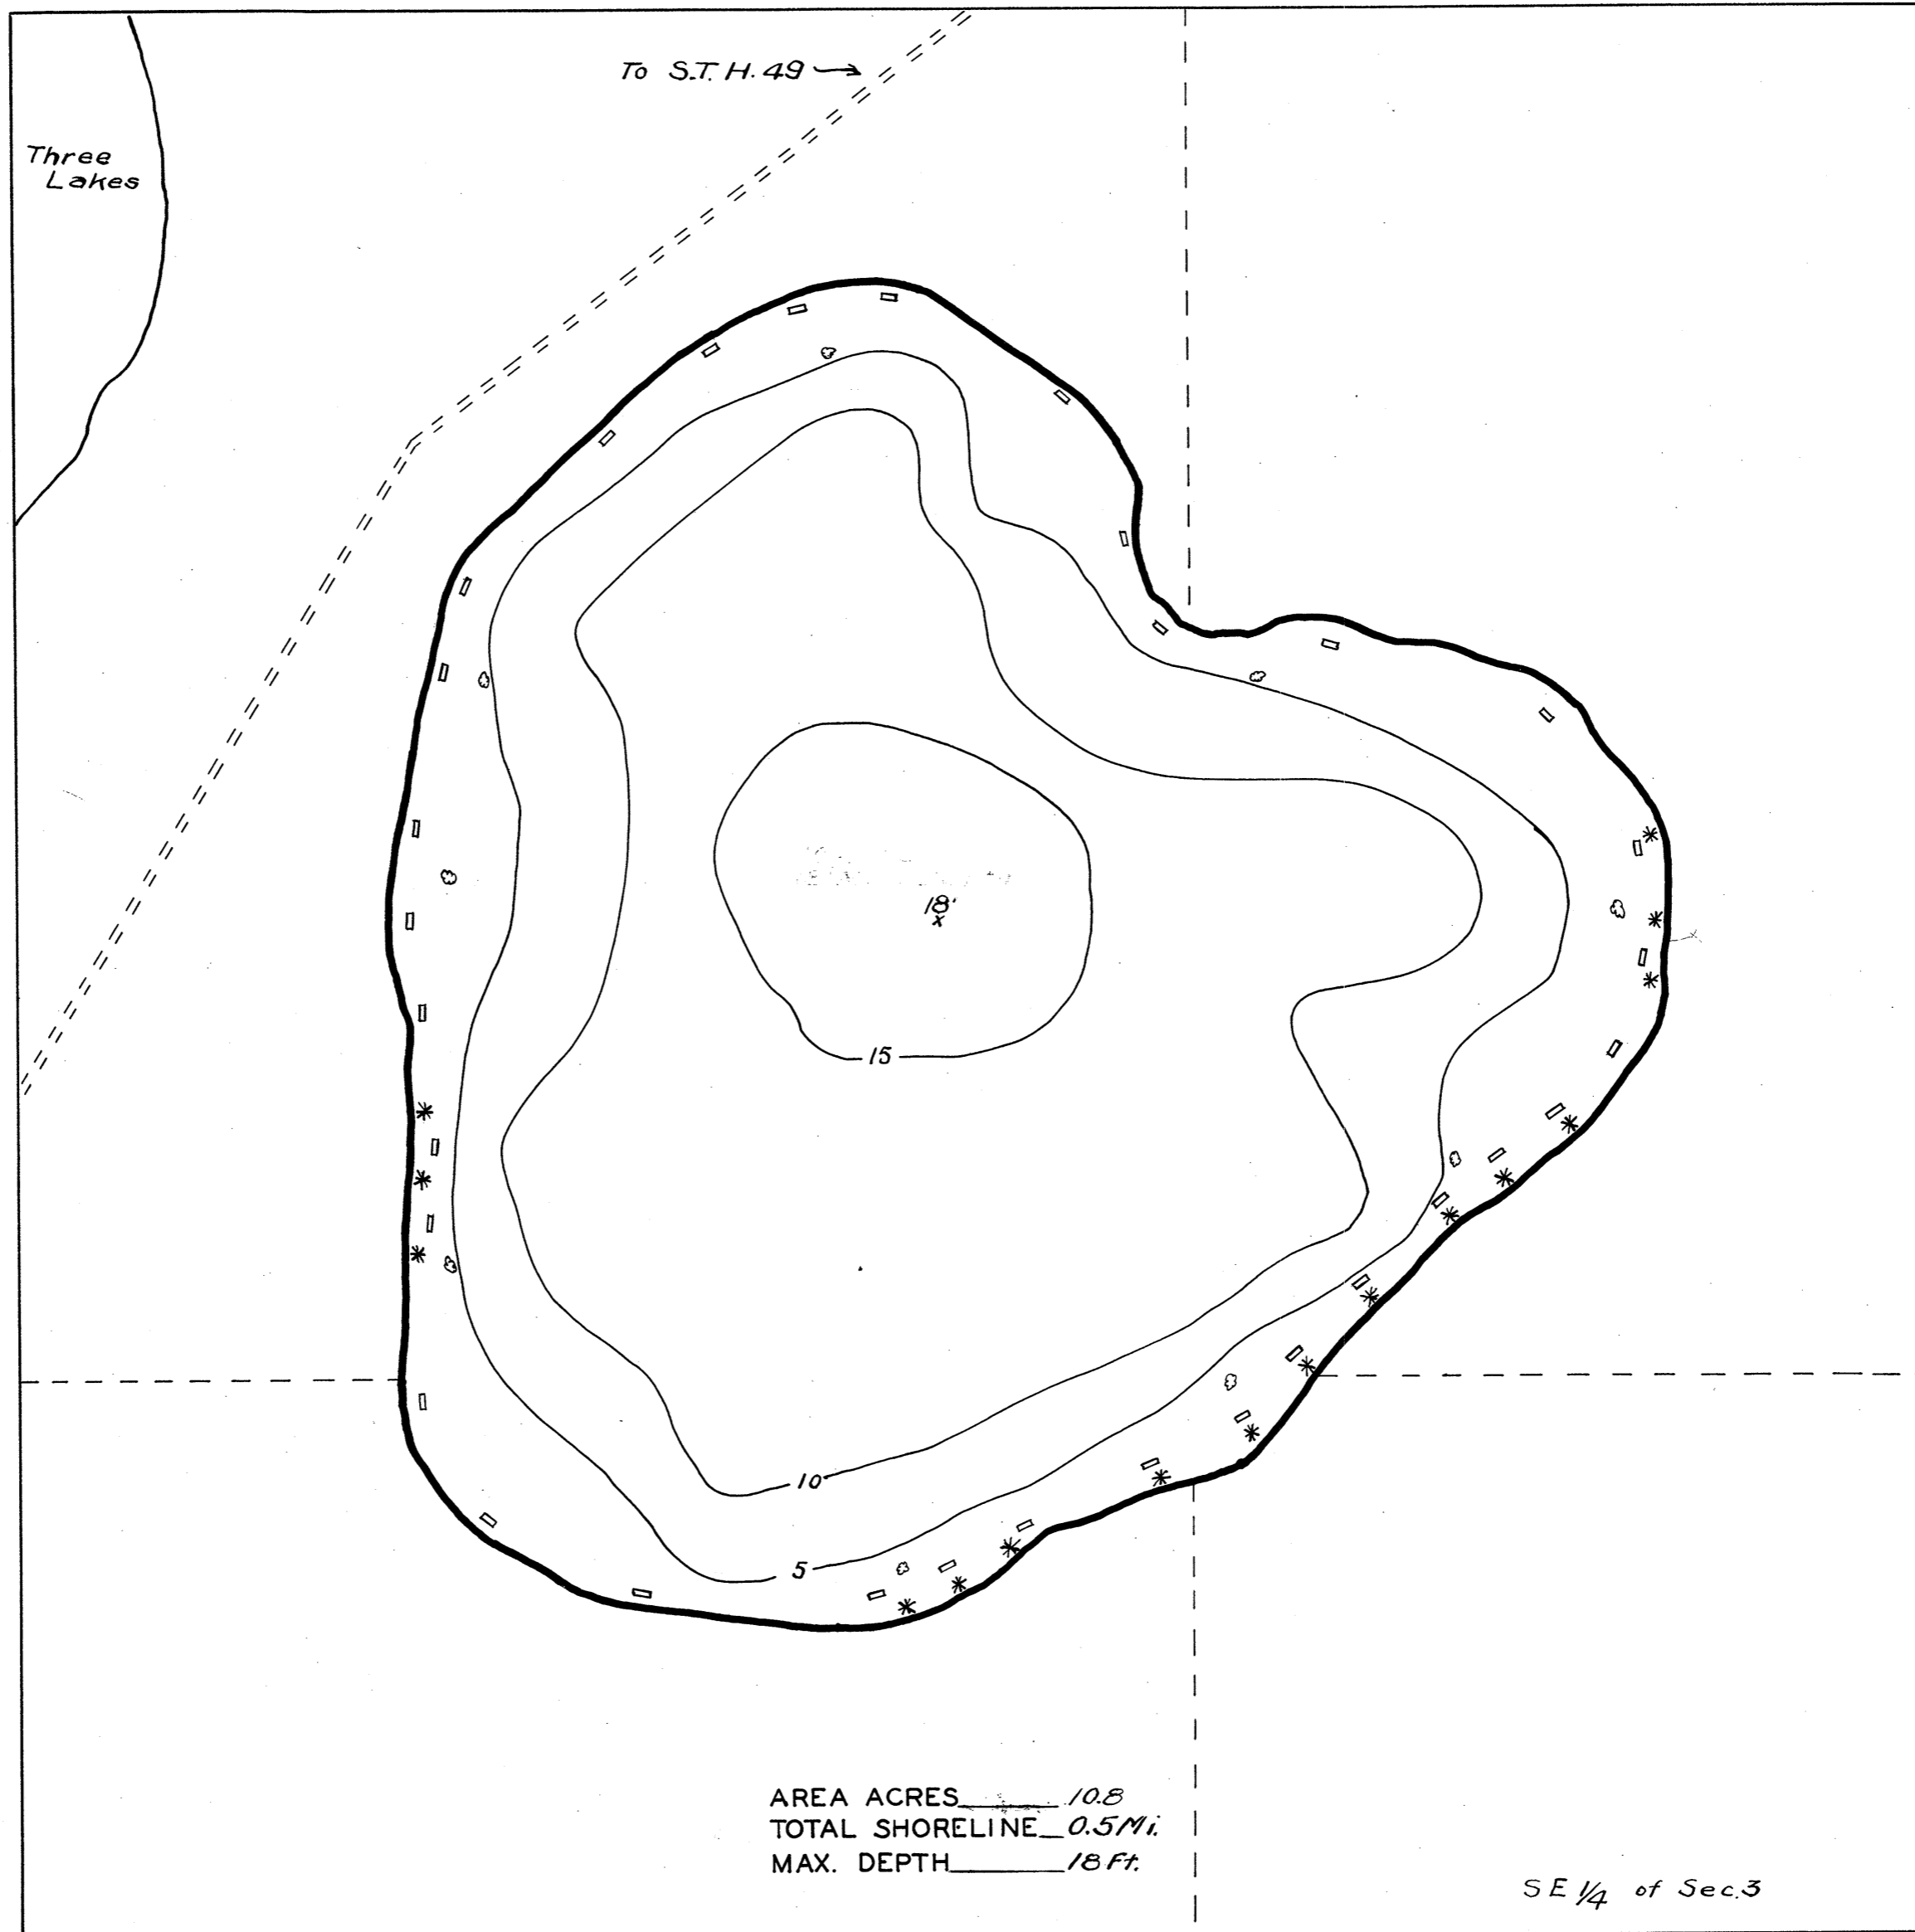 To S.T.H. 49
Three
Lakes
18'
x
15
10
5
AREA ACRES 10.8
TOTAL SHORELINE 0.5 Mi.
MAX. DEPTH 18 Ft.
SE 1/4 of Sec. 3